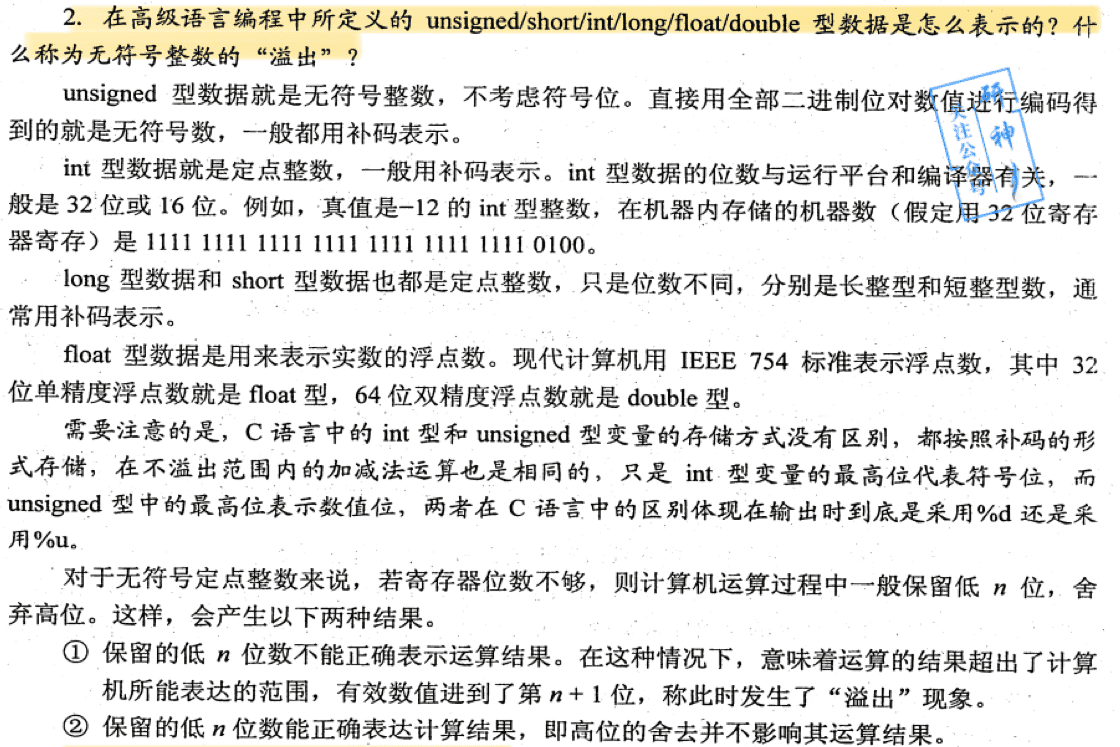 2. 在高级语言编程中所定义的 unsigned/short/int/long/float/double 型数据是怎么表示的？什
么称为无符号整数的“溢出”？
unsigned 型数据就是无符号整数，不考虑符号位。直接用全部二进制位对数值进行编码得
到的就是无符号数，一般都用补码表示。
int 型数据就是定点整数，一般用补码表示。int 型数据的位数与运行平台和编译器有关，一
般是 32 位或 16 位。例如，真值是−12 的 int 型整数，在机器内存储的机器数（假定用 32 位寄存
器寄存）是 1111 1111 1111 1111 1111 1111 1111 0100。
long 型数据和 short 型数据也都是定点整数，只是位数不同，分别是长整型和短整型数，通
常用补码表示。
float 型数据是用来表示实数的浮点数。现代计算机用 IEEE 754 标准表示浮点数，其中 32
位单精度浮点数就是 float 型，64 位双精度浮点数就是 double 型。
需要注意的是，C 语言中的 int 型和 unsigned 型变量的存储方式没有区别，都按照补码的形
式存储，在不溢出范围内的加减法运算也是相同的，只是 int 型变量的最高位代表符号位，而
unsigned 型中的最高位表示数值位，两者在 C 语言中的区别体现在输出时到底是采用%d 还是采
用%u。
对于无符号定点整数来说，若寄存器位数不够，则计算机运算过程中一般保留低 n 位，舍
弃高位。这样，会产生以下两种结果。
① 保留的低 n 位数不能正确表示运算结果。在这种情况下，意味着运算的结果超出了计算
机所能表达的范围，有效数值进到了第 n + 1 位，称此时发生了“溢出”现象。
② 保留的低 n 位数能正确表达计算结果，即高位的舍去并不影响其运算结果。
关注公众号
研神